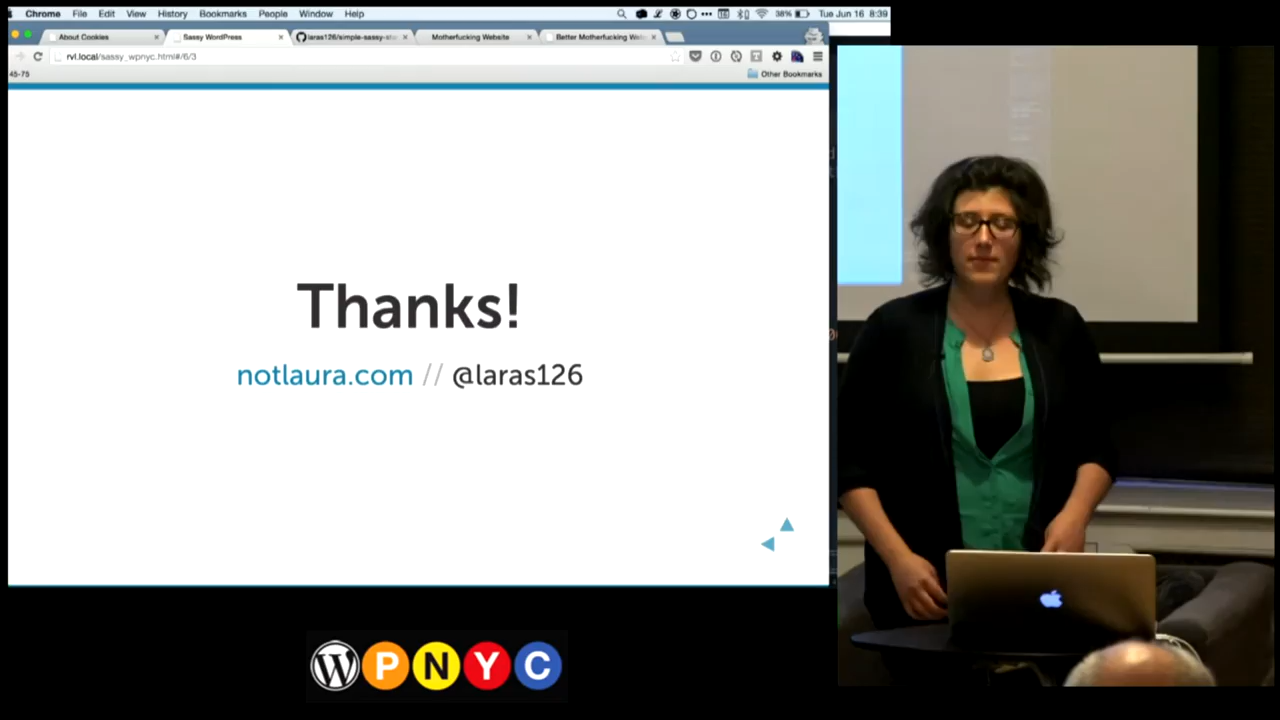 Chrome File Edit View History Bookmarks People Window Help 38% Tue Jun 16 8:39
About Cookies Sassy WordPress laras126/simple-sassy-sta Motherfucking Website Better Motherfucking Web
rvl.local/sassy_wpnyc.html#/6/3
45-75 Other Bookmarks
Thanks!
notlaura.com // @laras126
W P N Y C